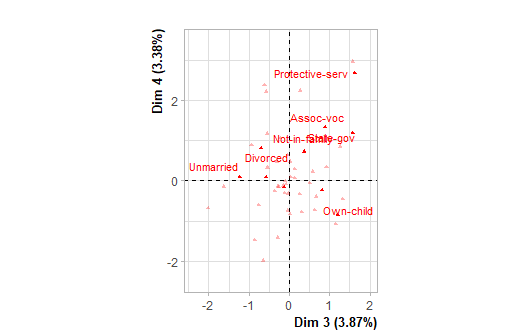 Dim 4 (3.38%)
Protective-serv
Assoc-voc
Not-in-family
State-gov
Divorced
Unmarried
Own-child
2
0
-2
-2
-1
0
1
2
Dim 3 (3.87%)